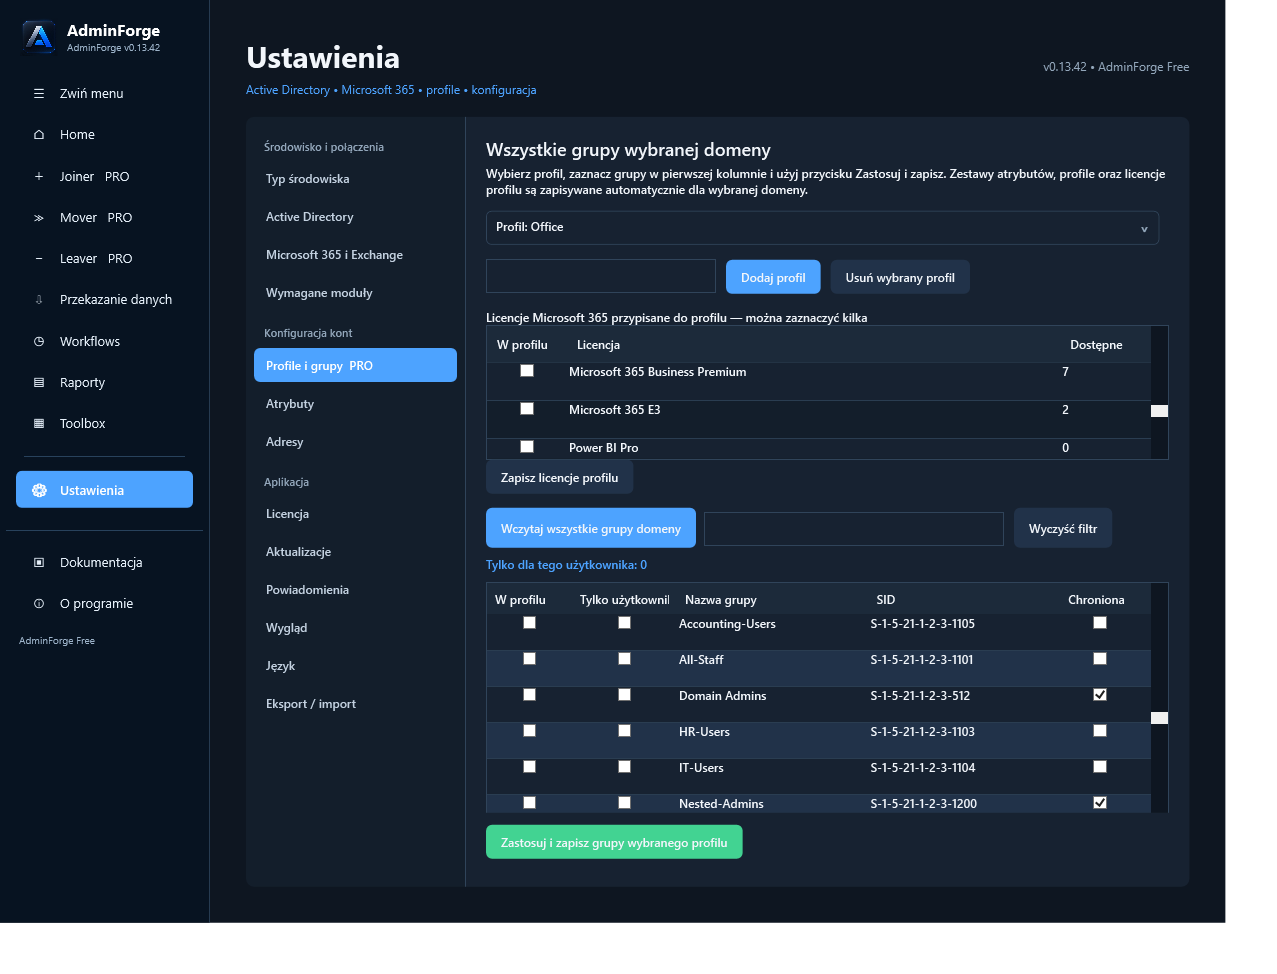 AdminForge
AdminForge v0.13.42
Zwiń menu
Home
Joiner PRO
Mover PRO
Leaver PRO
Przekazanie danych
Workflows
Raporty
Toolbox
Ustawienia
Dokumentacja
O programie
AdminForge Free
Ustawienia
Active Directory • Microsoft 365 • profile • konfiguracja
v0.13.42 • AdminForge Free
Środowisko i połączenia
Typ środowiska
Active Directory
Microsoft 365 i Exchange
Wymagane moduły
Konfiguracja kont
Profile i grupy PRO
Atrybuty
Adresy
Aplikacja
Licencja
Aktualizacje
Powiadomienia
Wygląd
Język
Eksport / import
Wszystkie grupy wybranej domeny
Wybierz profil, zaznacz grupy w pierwszej kolumnie i użyj przycisku Zastosuj i zapisz. Zestawy atrybutów, profile oraz licencje
profilu są zapisywane automatycznie dla wybranej domeny.
Profil: Office
Dodaj profil
Usuń wybrany profil
Licencje Microsoft 365 przypisane do profilu — można zaznaczyć kilka
W profilu Licencja Dostępne
Microsoft 365 Business Premium 7
Microsoft 365 E3 2
Power BI Pro 0
Zapisz licencje profilu
Wczytaj wszystkie grupy domeny
Wyczyść filtr
Tylko dla tego użytkownika: 0
W profilu Tylko użytkownil Nazwa grupy SID Chroniona
Accounting-Users S-1-5-21-1-2-3-1105
All-Staff S-1-5-21-1-2-3-1101
Domain Admins S-1-5-21-1-2-3-512
HR-Users S-1-5-21-1-2-3-1103
IT-Users S-1-5-21-1-2-3-1104
Nested-Admins S-1-5-21-1-2-3-1200
Zastosuj i zapisz grupy wybranego profilu